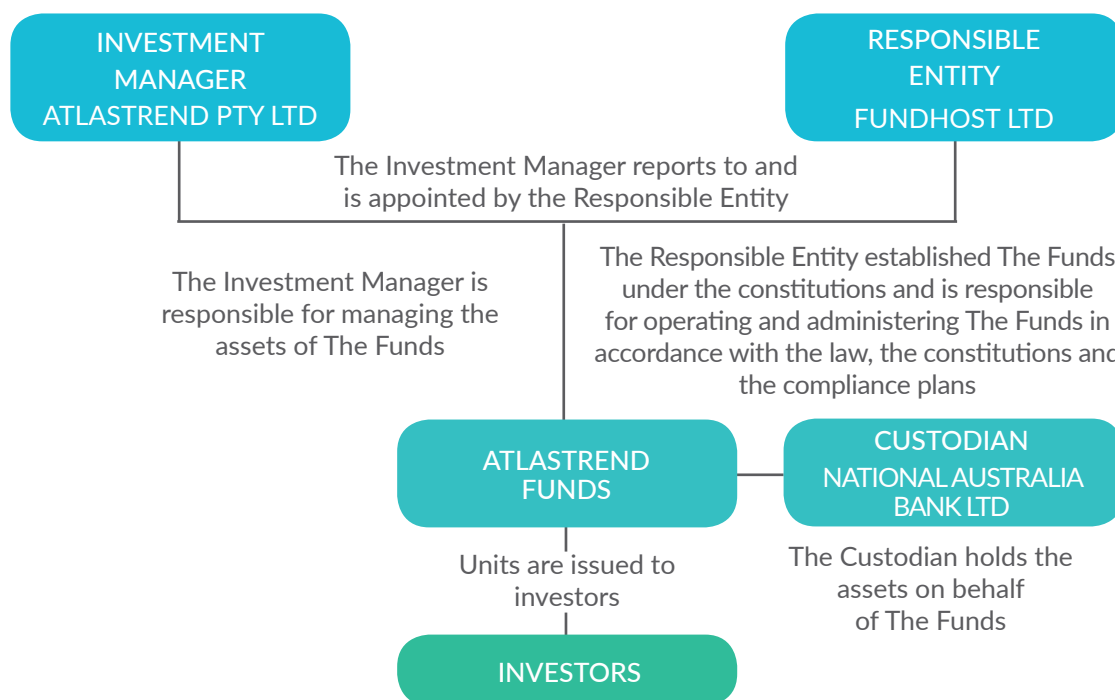 INVESTMENT
MANAGER
ATLASTREND PTY LTD
RESPONSIBLE
ENTITY
FUNDHOST LTD
The Investment Manager reports to and
is appointed by the Responsible Entity
The Investment Manager is
responsible for managing the
assets of The Funds
The Responsible Entity established The Funds
under the constitutions and is responsible
for operating and administering The Funds in
accordance with the law, the constitutions and
the compliance plans
ATLASTREND
FUNDS
CUSTODIAN
NATIONAL AUSTRALIA
BANK LTD
Units are issued to
investors
The Custodian holds the
assets on behalf
of The Funds
INVESTORS